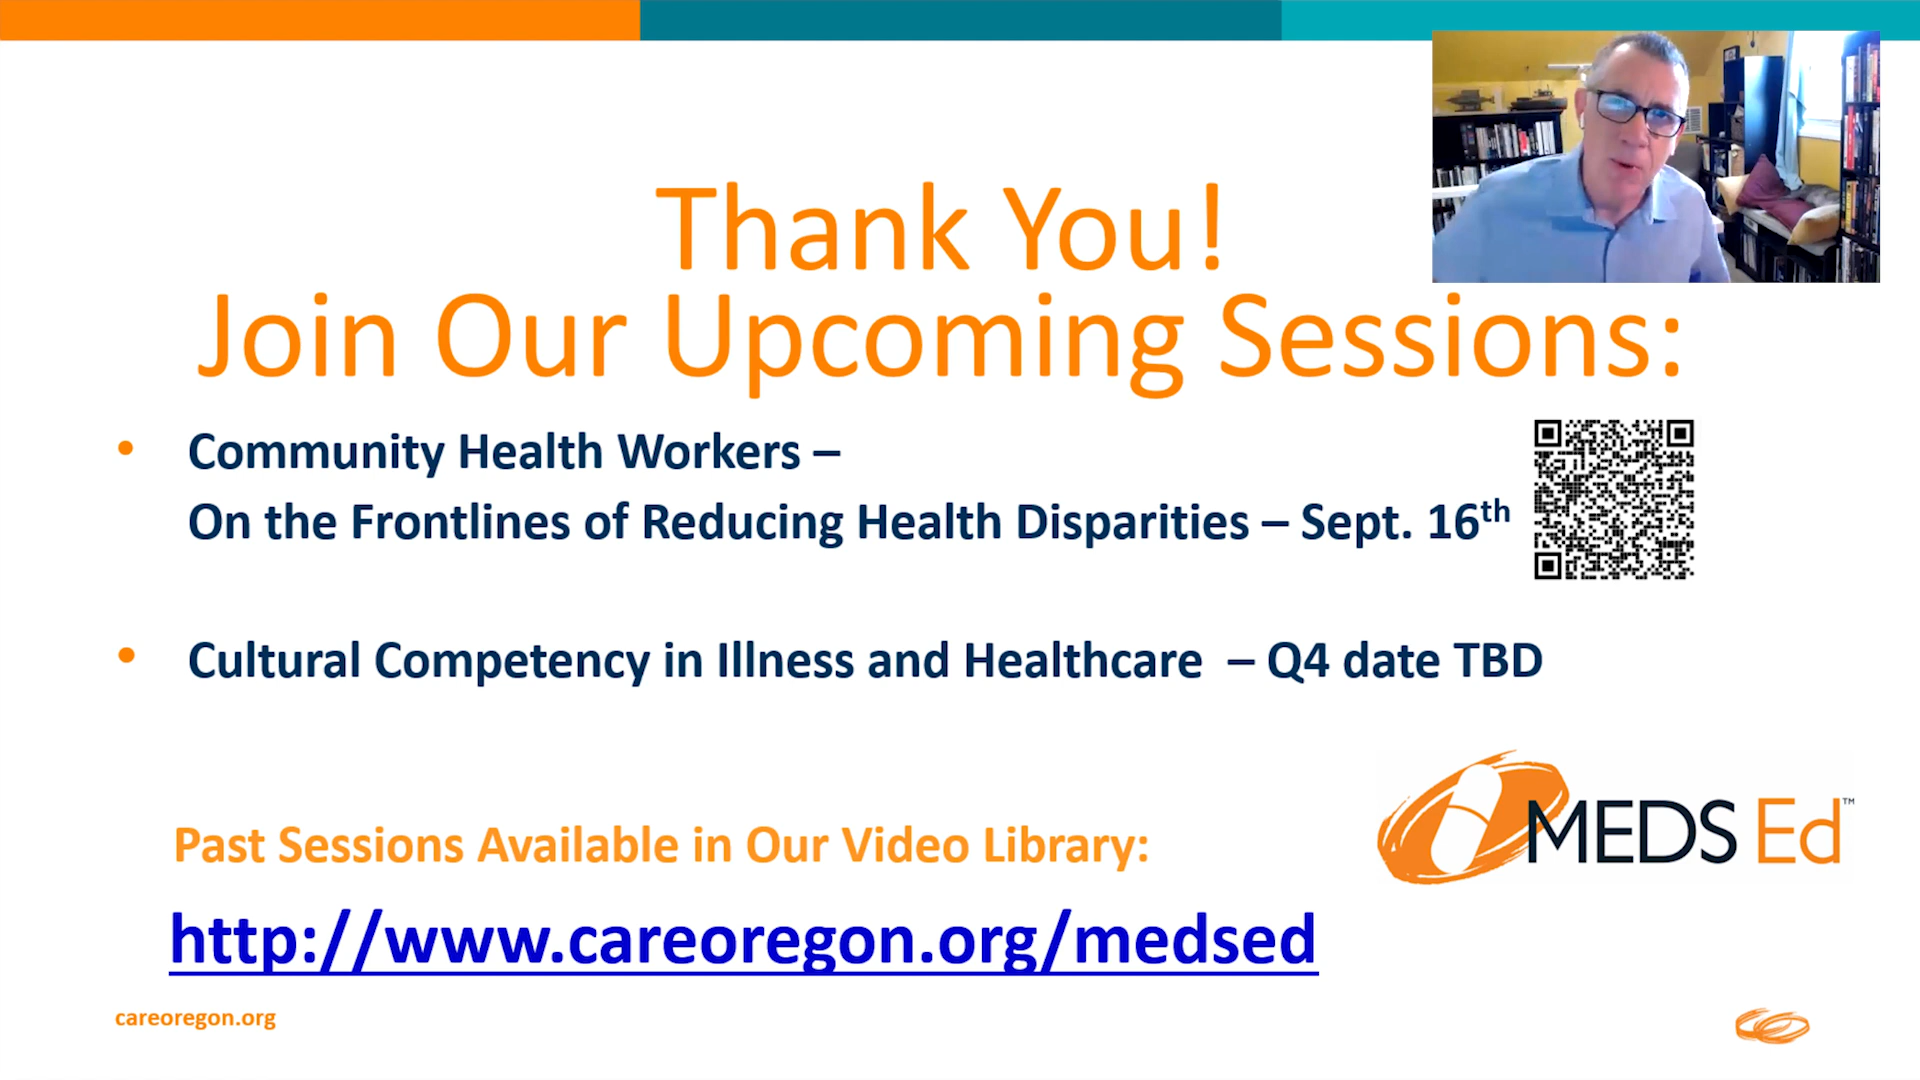 Thank You!
Join Our Upcoming Sessions:
• Community Health Workers –
On the Frontlines of Reducing Health Disparities – Sept. 16th
• Cultural Competency in Illness and Healthcare – Q4 date TBD
MEDS Ed™
Past Sessions Available in Our Video Library:
http://www.careoregon.org/medsed
careoregon.org